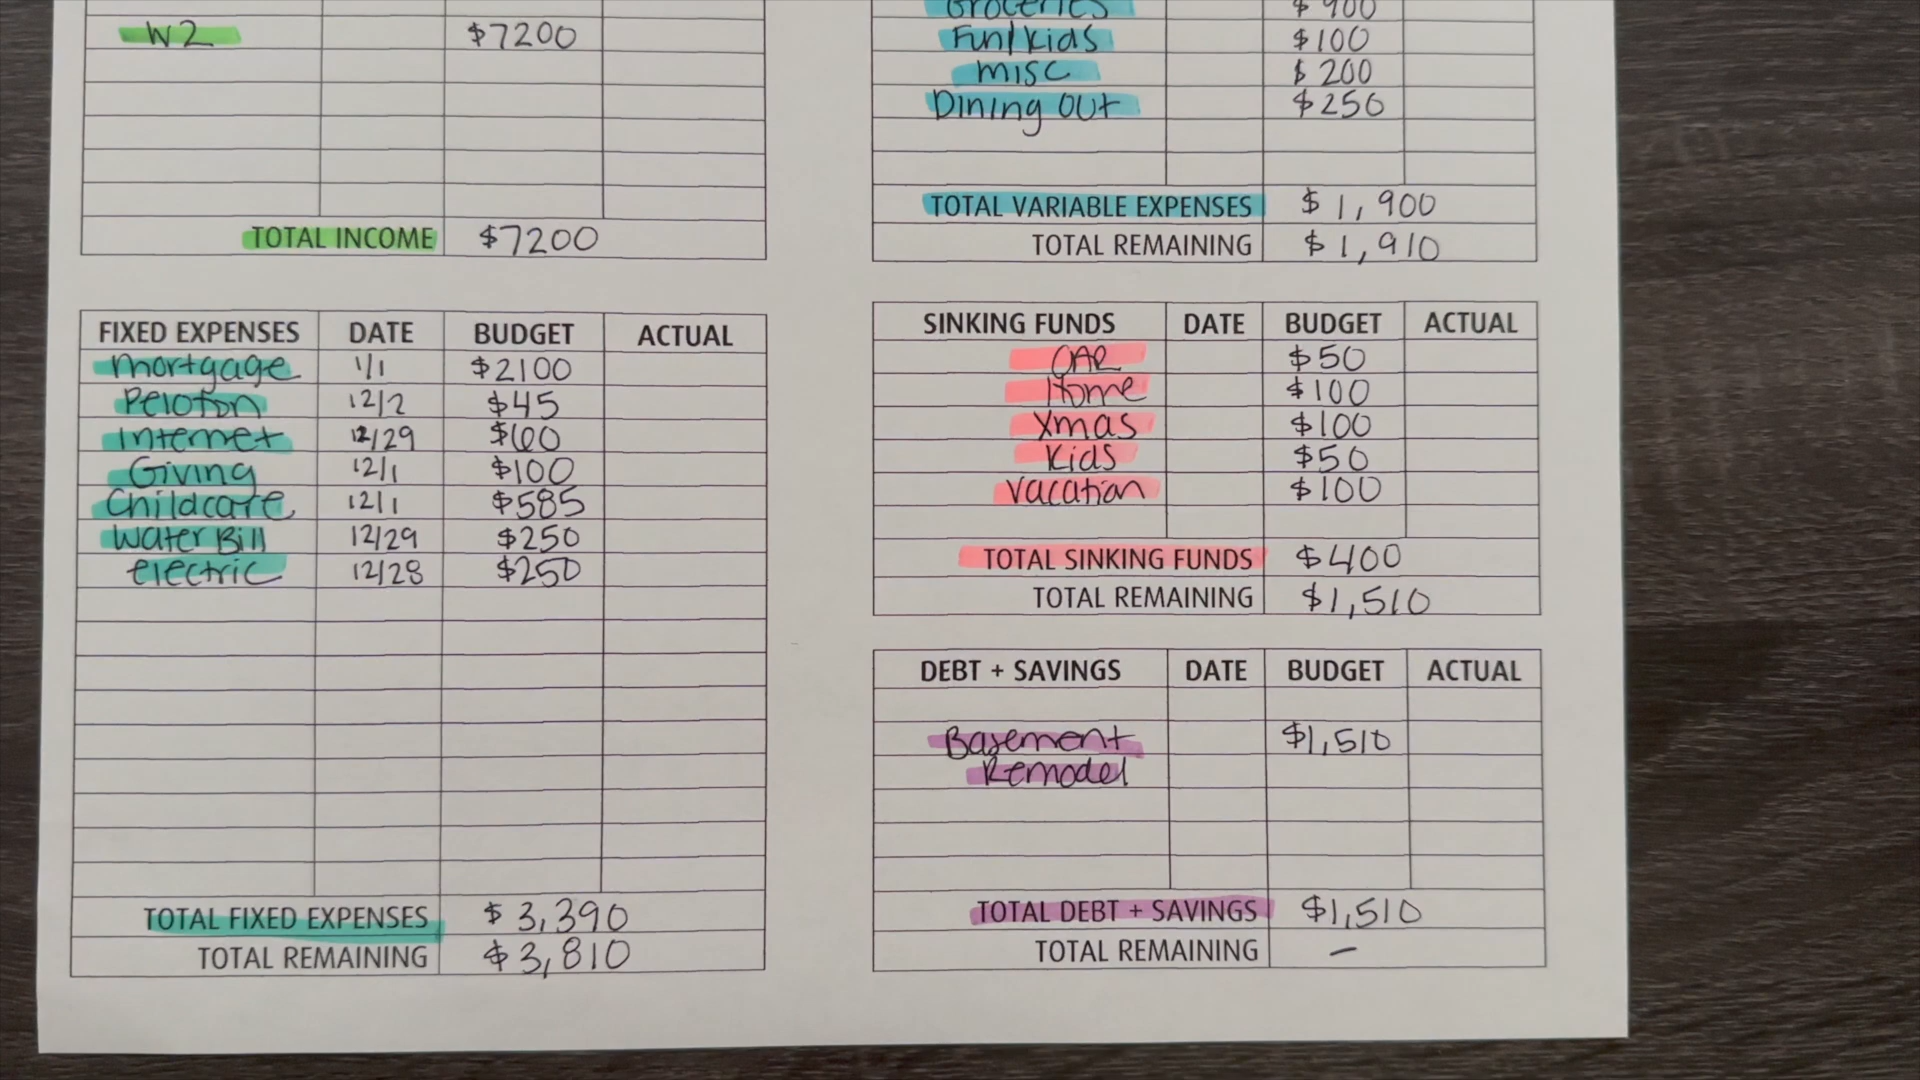 W2 $7200
TOTAL INCOME $7200
FIXED EXPENSES DATE BUDGET ACTUAL
mortgage 1/1 $2100
Peloton 12/2 $45
Internet 12/29 $60
Giving 12/1 $100
Childcare 12/1 $585
Water Bill 12/29 $250
electric 12/28 $250
TOTAL FIXED EXPENSES $3,390
TOTAL REMAINING $3,810
Groceries $900
Fun/kids $100
misc $200
Dining Out $250
TOTAL VARIABLE EXPENSES $1,900
TOTAL REMAINING $1,910
SINKING FUNDS DATE BUDGET ACTUAL
CAR $50
Home $100
Xmas $100
Kids $50
Vacation $100
TOTAL SINKING FUNDS $400
TOTAL REMAINING $1,510
DEBT + SAVINGS DATE BUDGET ACTUAL
Basement $1,510
Remodel
TOTAL DEBT + SAVINGS $1,510
TOTAL REMAINING –